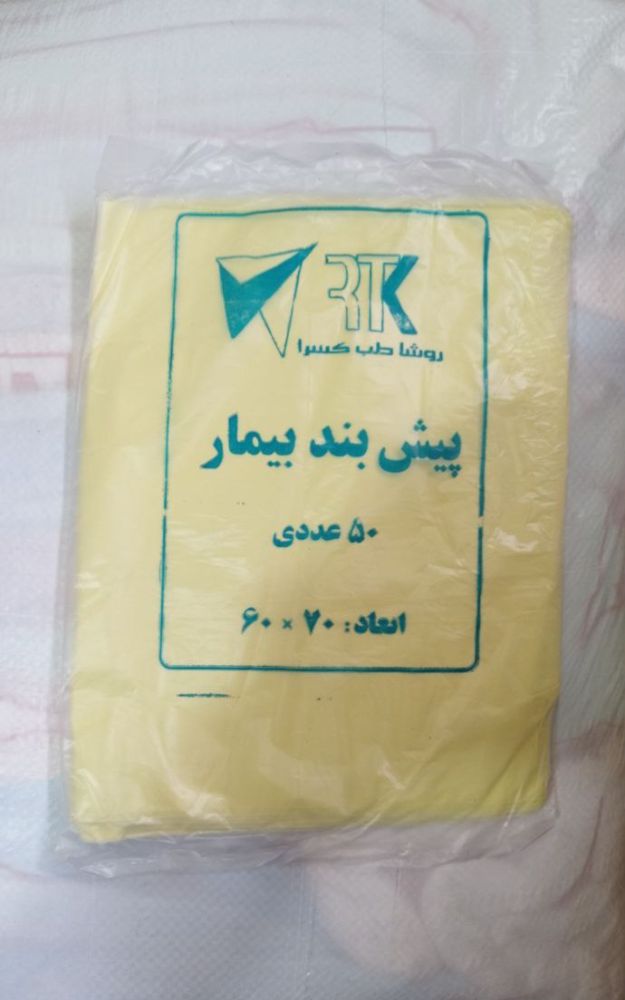 RTK
روشا طب کسرا
پیش بند بیمار
۵۰ عددی
ابعاد: ۷۰ × ۶۰